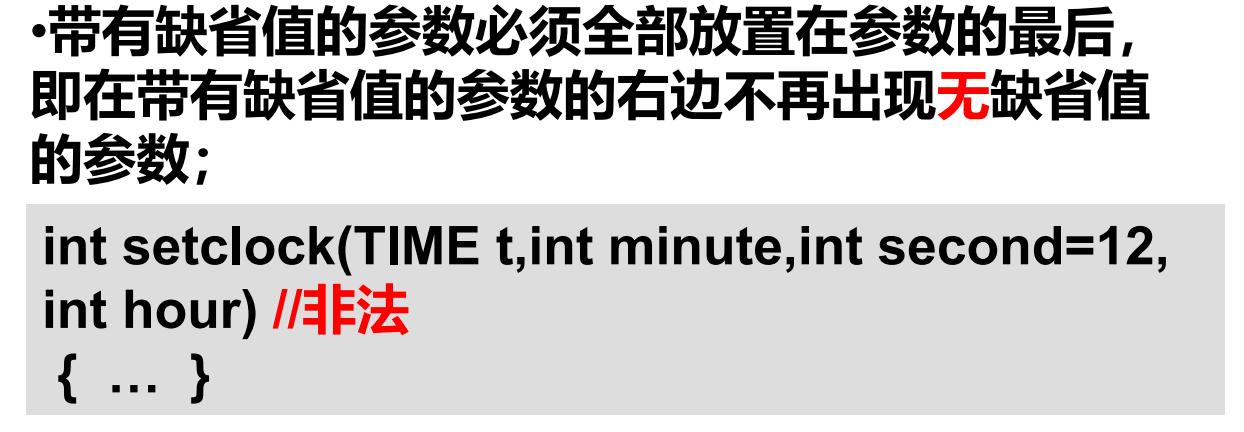 •带有缺省值的参数必须全部放置在参数的最后，
即在带有缺省值的参数的右边不再出现无缺省值
的参数；
int setclock(TIME t,int minute,int second=12,
int hour) //非法
{ … }